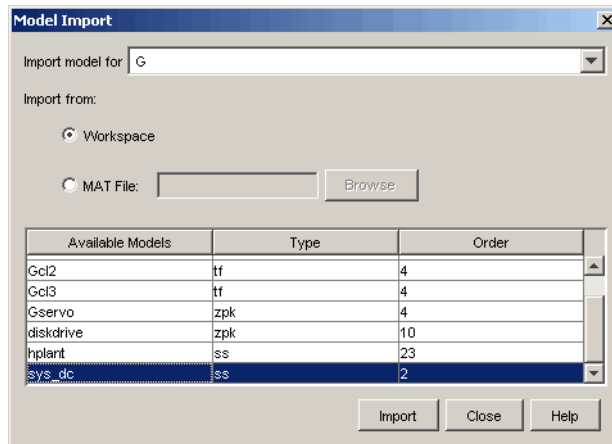 Model Import
Import model for G
Import from:
Workspace
MAT File: Browse
Available Models Type Order
Gcl2 tf 4
Gcl3 tf 4
Gservo zpk 4
diskdrive zpk 10
hplant ss 23
sys_dc ss 2
Import Close Help